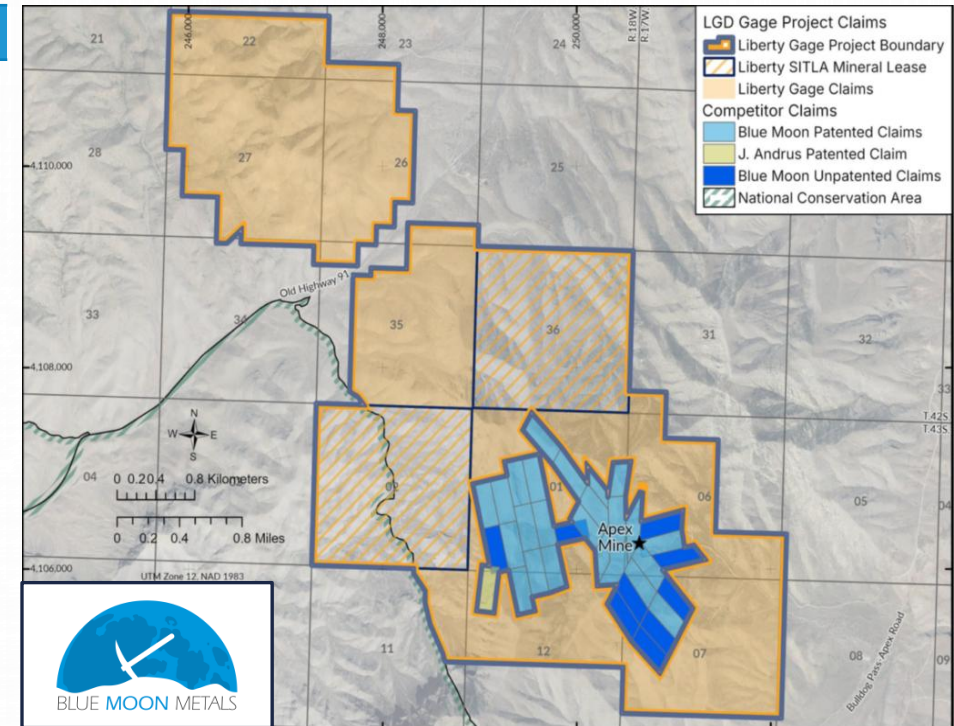 LGD Gage Project Claims
Liberty Gage Project Boundary
Liberty SITLA Mineral Lease
Liberty Gage Claims
Competitor Claims
Blue Moon Patented Claims
J. Andrus Patented Claim
Blue Moon Unpatented Claims
National Conservation Area
246,000
248,000
250,000
R.18W.
R.17W.
21
22
23
24
28
27
26
25
4,110,000
Old Highway 91
33
34
35
36
31
32
33
4,108,000
T.42S
T.43S
N
W E
S
04
02
01
06
05
04
0 0.20.4 0.8 Kilometers
0 0.2 0.4 0.8 Miles
Apex
Mine
4,106,000
UTM Zone 12, NAD 1983
11
12
07
08
09
Bulldog Pass Apex Road
BLUE MOON METALS